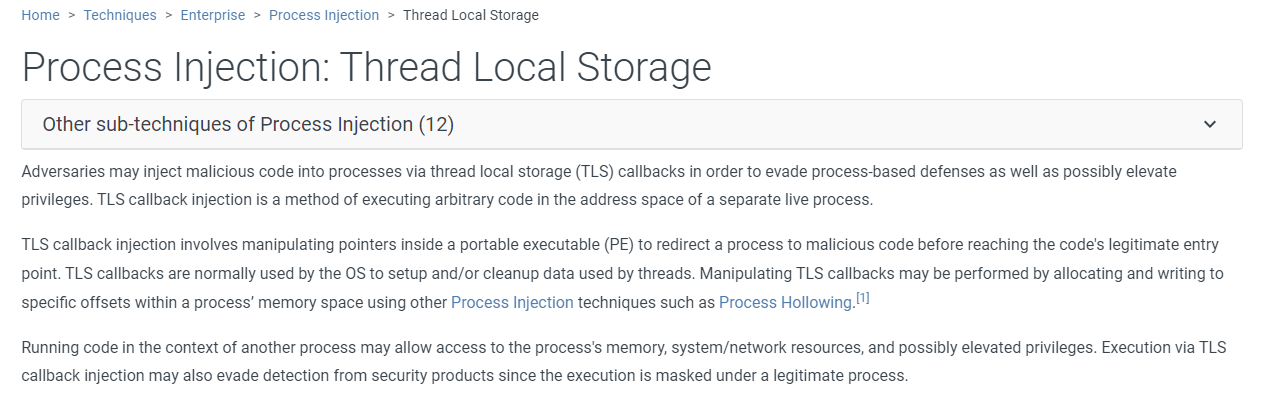 Home > Techniques > Enterprise > Process Injection > Thread Local Storage
Process Injection: Thread Local Storage
Other sub-techniques of Process Injection (12)
Adversaries may inject malicious code into processes via thread local storage (TLS) callbacks in order to evade process-based defenses as well as possibly elevate
privileges. TLS callback injection is a method of executing arbitrary code in the address space of a separate live process.
TLS callback injection involves manipulating pointers inside a portable executable (PE) to redirect a process to malicious code before reaching the code's legitimate entry
point. TLS callbacks are normally used by the OS to setup and/or cleanup data used by threads. Manipulating TLS callbacks may be performed by allocating and writing to
specific offsets within a process’ memory space using other Process Injection techniques such as Process Hollowing.[1]
Running code in the context of another process may allow access to the process's memory, system/network resources, and possibly elevated privileges. Execution via TLS
callback injection may also evade detection from security products since the execution is masked under a legitimate process.